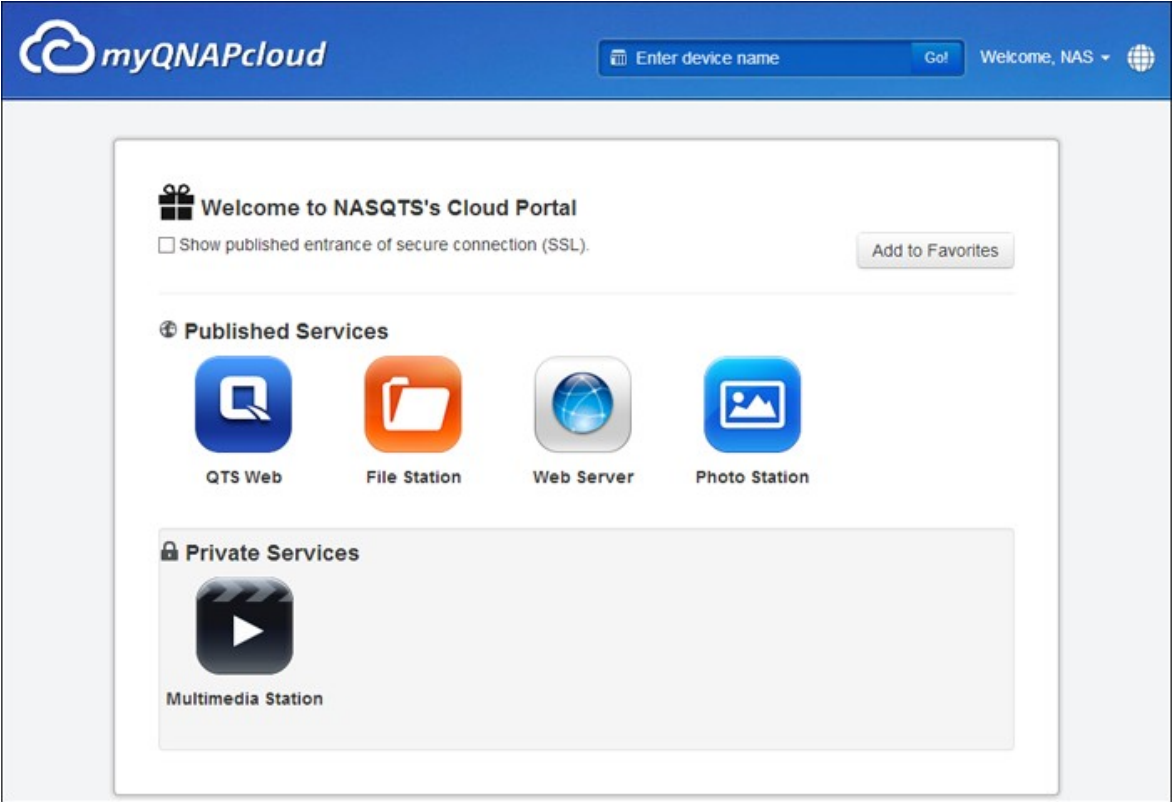 myQNAPcloud
Enter device name
Go!
Welcome, NAS
Welcome to NASQTS's Cloud Portal
Show published entrance of secure connection (SSL).
Add to Favorites
Published Services
QTS Web
File Station
Web Server
Photo Station
Private Services
Multimedia Station